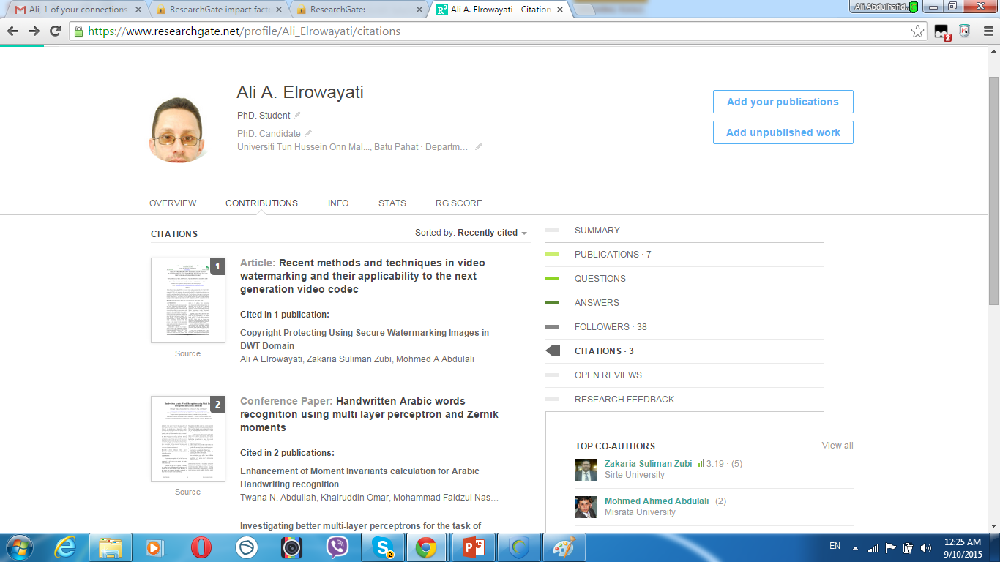 Ali, 1 of your connections
ResearchGate impact facto
ResearchGate:
Ali A. Elrowayati - Citation
Ali Abdulhafid...
https://www.researchgate.net/profile/Ali_Elrowayati/citations
2
Ali A. Elrowayati
PhD. Student
PhD. Candidate
Universiti Tun Hussein Onn Mal..., Batu Pahat · Departm...
Add your publications
Add unpublished work
OVERVIEW CONTRIBUTIONS INFO STATS RG SCORE
CITATIONS
Sorted by: Recently cited
1
Article: Recent methods and techniques in video
watermarking and their applicability to the next
generation video codec
Cited in 1 publication:
Copyright Protecting Using Secure Watermarking Images in
DWT Domain
Ali A Elrowayati, Zakaria Suliman Zubi, Mohmed A Abdulali
Source
2
Conference Paper: Handwritten Arabic words
recognition using multi layer perceptron and Zernik
moments
Cited in 2 publications:
Enhancement of Moment Invariants calculation for Arabic
Handwriting recognition
Twana N. Abdullah, Khairuddin Omar, Mohammad Faidzul Nas...
Source
Investigating better multi-layer perceptrons for the task of
SUMMARY
PUBLICATIONS · 7
QUESTIONS
ANSWERS
FOLLOWERS · 38
CITATIONS · 3
OPEN REVIEWS
RESEARCH FEEDBACK
TOP CO-AUTHORS
View all
Zakaria Suliman Zubi 3.19 · (5)
Sirte University
Mohmed Ahmed Abdulali (2)
Misrata University
2
EN
12:25 AM
9/10/2015